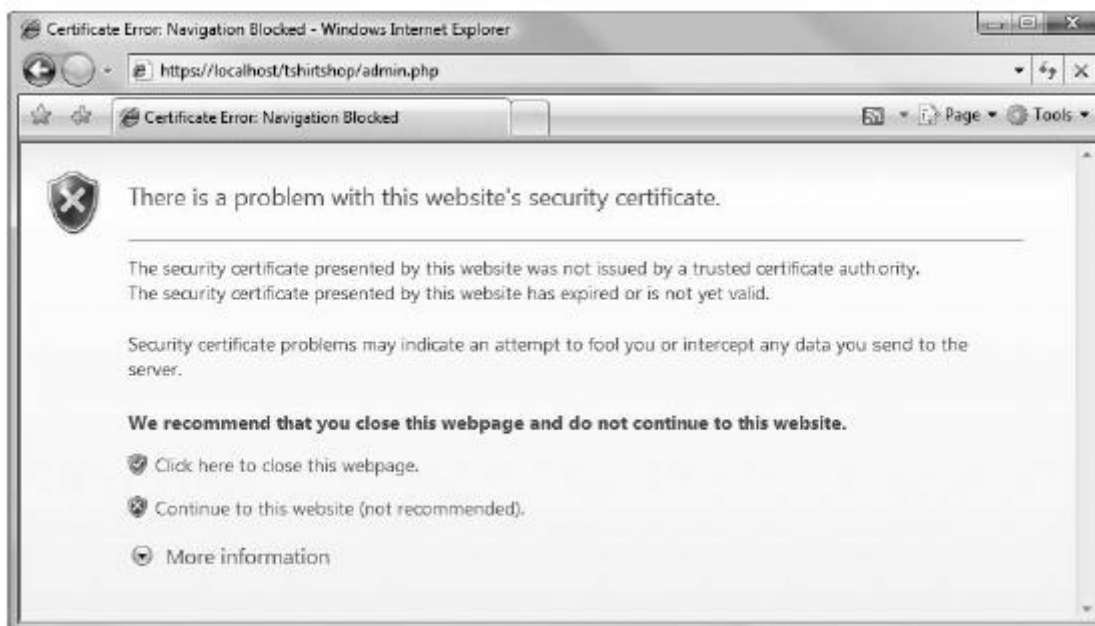 Certificate Error: Navigation Blocked - Windows Internet Explorer
https://localhost/tshirtshop/admin.php
Certificate Error: Navigation Blocked
Page
Tools
There is a problem with this website's security certificate.
The security certificate presented by this website was not issued by a trusted certificate authority.
The security certificate presented by this website has expired or is not yet valid.
Security certificate problems may indicate an attempt to fool you or intercept any data you send to the
server.
We recommend that you close this webpage and do not continue to this website.
Click here to close this webpage.
Continue to this website (not recommended).
More information